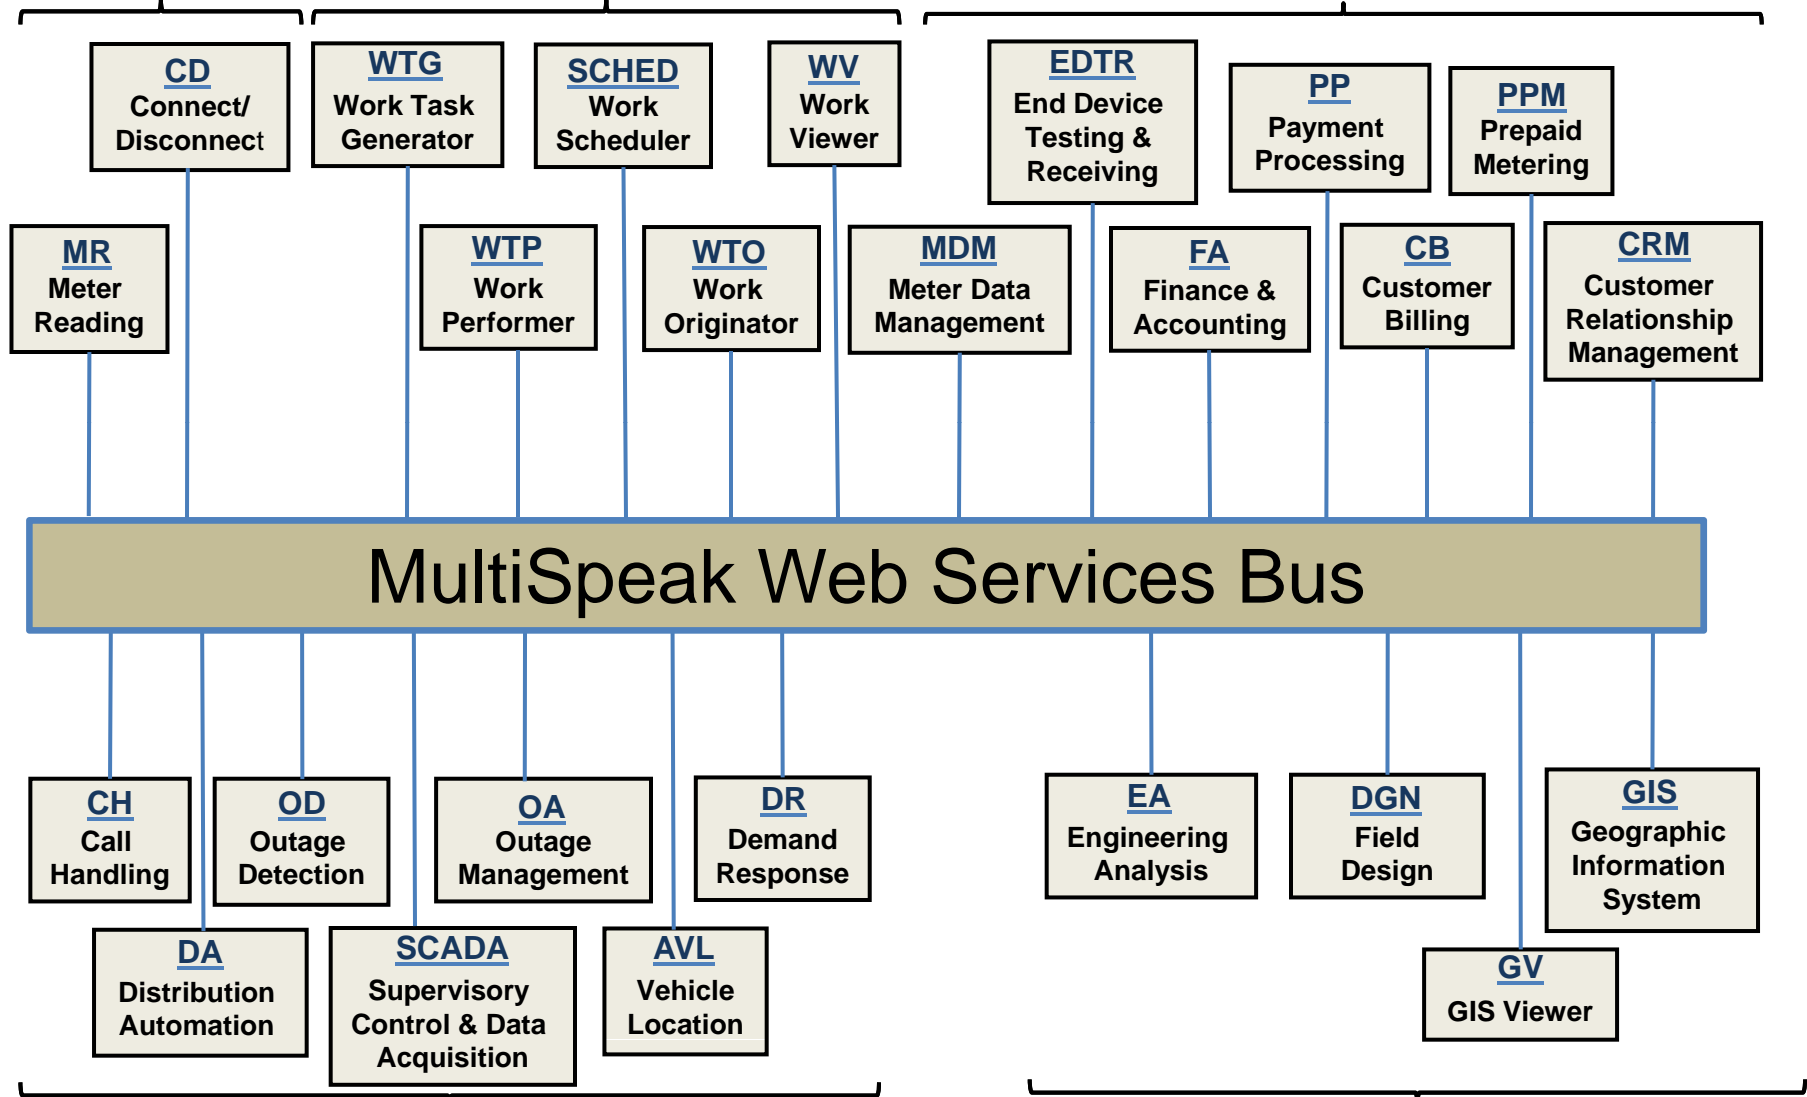 CD
Connect/
Disconnect
WTG
Work Task
Generator
SCHED
Work
Scheduler
WV
Work
Viewer
EDTR
End Device
Testing &
Receiving
PP
Payment
Processing
PPM
Prepaid
Metering
MR
Meter
Reading
WTP
Work
Performer
WTO
Work
Originator
MDM
Meter Data
Management
FA
Finance &
Accounting
CB
Customer
Billing
CRM
Customer
Relationship
Management
MultiSpeak Web Services Bus
CH
Call
Handling
OD
Outage
Detection
OA
Outage
Management
DR
Demand
Response
EA
Engineering
Analysis
DGN
Field
Design
GIS
Geographic
Information
System
DA
Distribution
Automation
SCADA
Supervisory
Control & Data
Acquisition
AVL
Vehicle
Location
GV
GIS Viewer